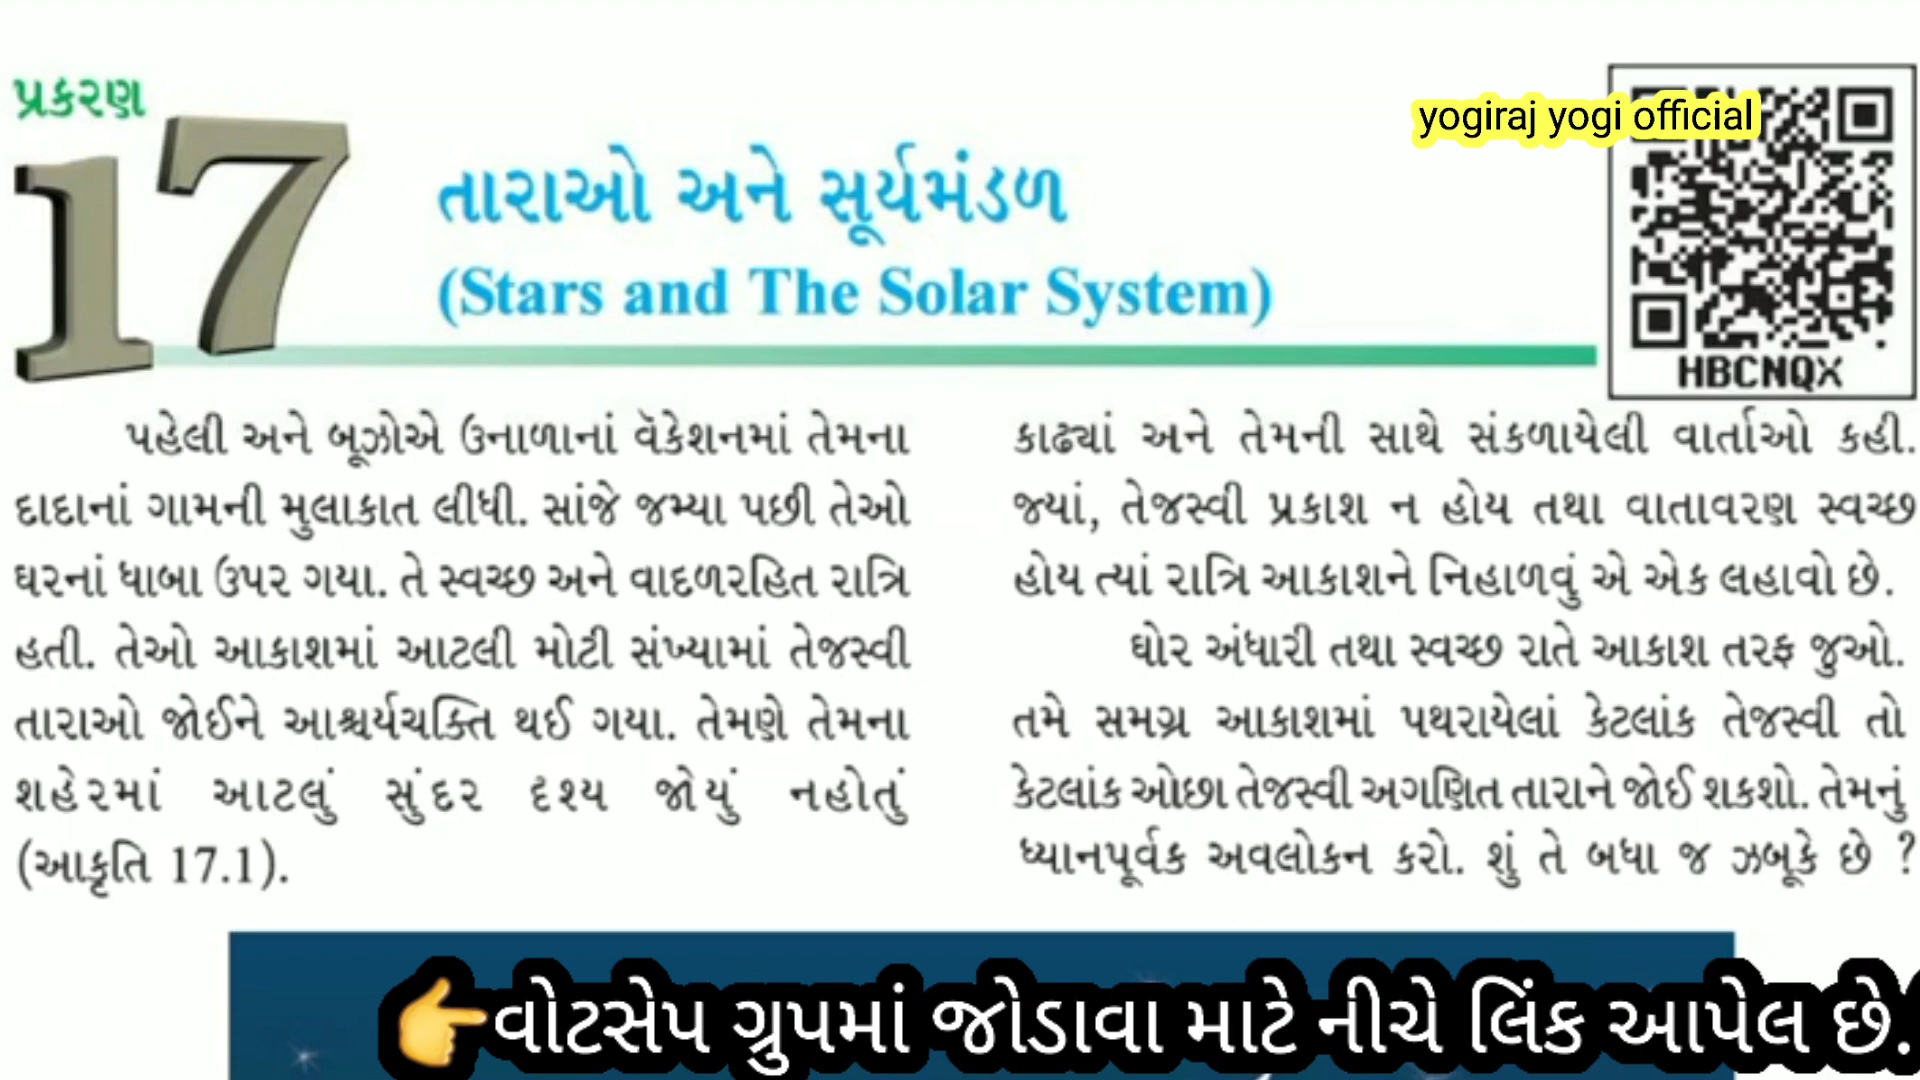 પ્રકરણ
17
yogiraj yogi official
તારાઓ અને સૂર્યમંડળ
(Stars and The Solar System)
HBCNQX
પહેલી અને બૂઝોએ ઉનાળાનાં વૅકેશનમાં તેમના
દાદાનાં ગામની મુલાકાત લીધી. સાંજે જમ્યા પછી તેઓ
ઘરનાં ધાબા ઉપર ગયા. તે સ્વચ્છ અને વાદળરહિત રાત્રિ
હતી. તેઓ આકાશમાં આટલી મોટી સંખ્યામાં તેજસ્વી
તારાઓ જોઈને આશ્ચર્યચક્તિ થઈ ગયા. તેમણે તેમના
શહેરમાં આટલું સુંદર દૃશ્ય જોયું નહોતું
(આકૃતિ 17.1).
કાઢ્યાં અને તેમની સાથે સંકળાયેલી વાર્તાઓ કહી.
જ્યાં, તેજસ્વી પ્રકાશ ન હોય તથા વાતાવરણ સ્વચ્છ
હોય ત્યાં રાત્રિ આકાશને નિહાળવું એ એક લહાવો છે.
ઘોર અંધારી તથા સ્વચ્છ રાતે આકાશ તરફ જુઓ.
તમે સમગ્ર આકાશમાં પથરાયેલાં કેટલાંક તેજસ્વી તો
કેટલાંક ઓછા તેજસ્વી અગણિત તારાને જોઈ શકશો. તેમનું
ધ્યાનપૂર્વક અવલોકન કરો. શું તે બધા જ ઝબૂકે છે ?
👉વોટસેપ ગ્રુપમાં જોડાવા માટે નીચે લિંક આપેલ છે.